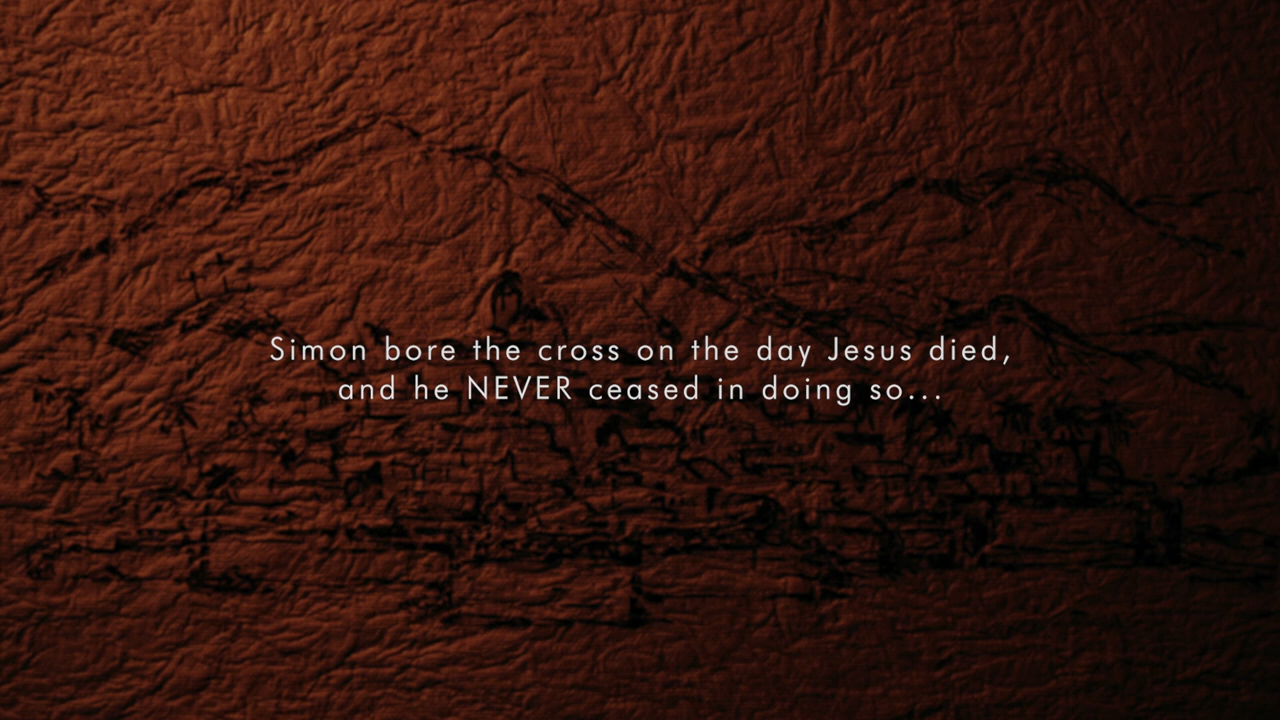 Simon bore the cross on the day Jesus died,
and he NEVER ceased in doing so...